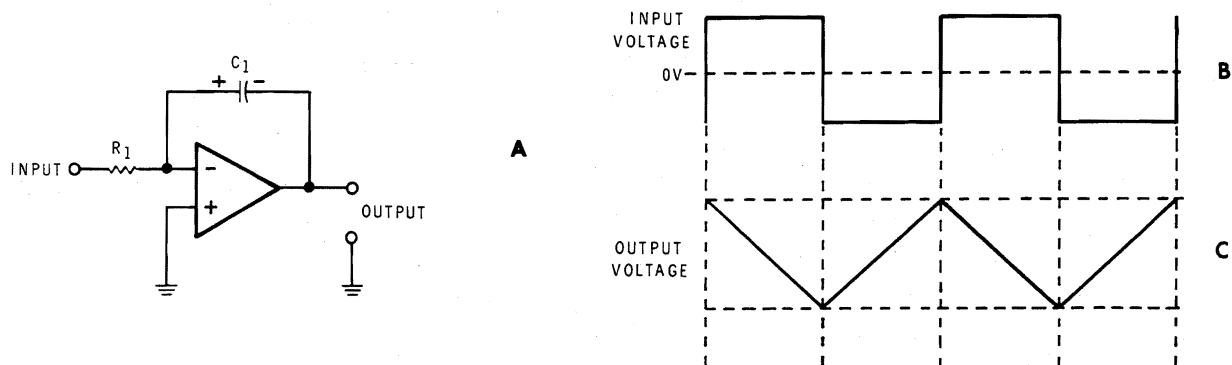 C1
+ -
R1
INPUT
-
+
OUTPUT
A
INPUT
VOLTAGE
0V
B
OUTPUT
VOLTAGE
C